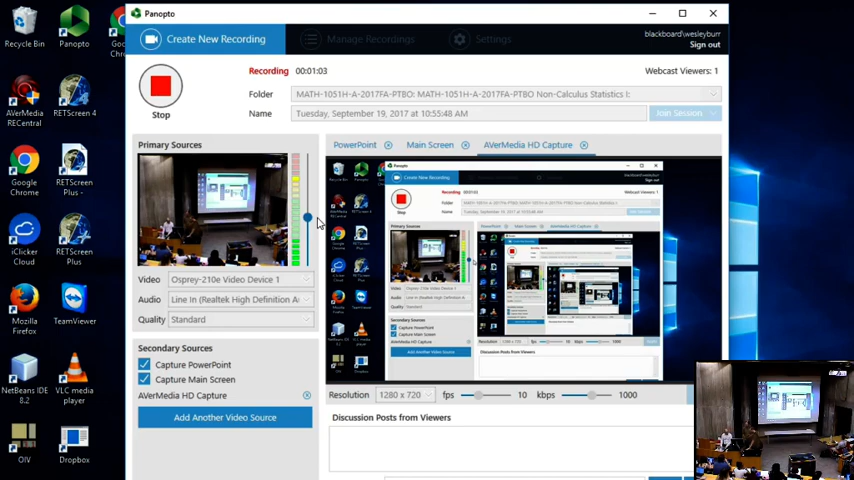 Panopto
Create New Recording
Manage Recordings
Settings
blackboard\wesleyburr
Sign out
Recording 00:01:03
Webcast Viewers: 1
Stop
Folder MATH-1051H-A-2017FA-PTBO: MATH-1051H-A-2017FA-PTBO Non-Calculus Statistics I:
Name Tuesday, September 19, 2017 at 10:55:48 AM
Join Session
Primary Sources
PowerPoint
Main Screen
AVerMedia HD Capture
Video Osprey-210e Video Device 1
Audio Line In (Realtek High Definition A
Quality Standard
Secondary Sources
Capture PowerPoint
Capture Main Screen
AVerMedia HD Capture
Add Another Video Source
Resolution 1280 x 720 fps 10 kbps 1000
Discussion Posts from Viewers
Recycle Bin
Panopto
AVerMedia RECentral
RETScreen 4
Google Chrome
RETScreen Plus -
iClicker Cloud
RETScreen Plus
Mozilla Firefox
TeamViewer
NetBeans IDE 8.2
VLC media player
OIV
Dropbox